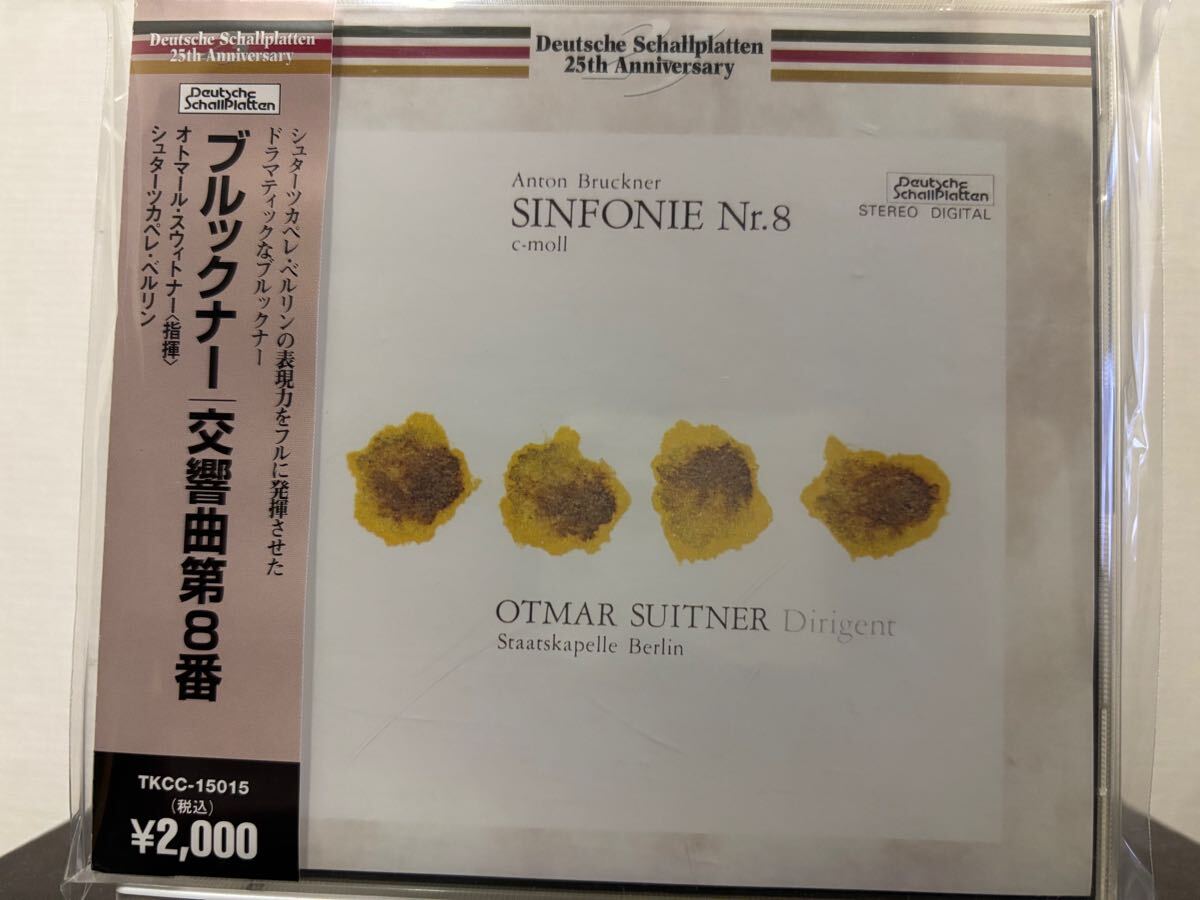 Deutsche Schallplatten
25th Anniversary
Deutsche
SchallPlatten
シュターツカペレ・ベルリンの表現力をフルに発揮させた
ドラマティックなブルックナー
ブルックナー｜交響曲第8番
オトマール・スウィトナー〈指揮〉
シュターツカペレ・ベルリン
TKCC-15015
(税込)
¥2,000
Deutsche Schallplatten
25th Anniversary
Anton Bruckner
SINFONIE Nr.8
c-moll
Deutsche
SchallPlatten
STEREO DIGITAL
OTMAR SUITNER Dirigent
Staatskapelle Berlin